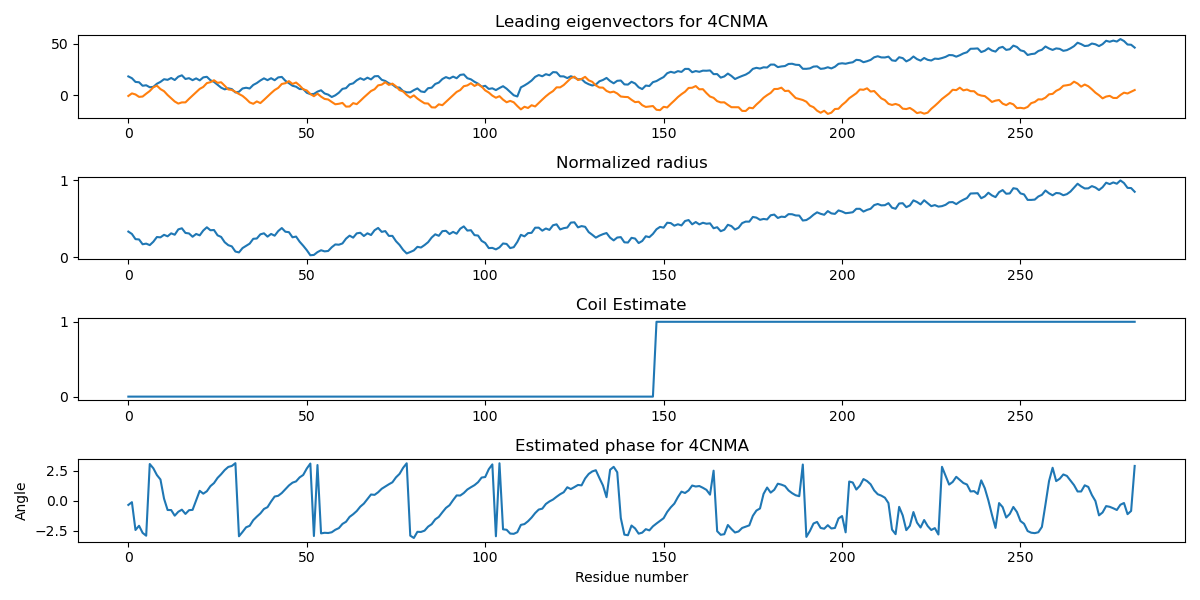 Leading eigenvectors for 4CNMA
50
0
0 50 100 150 200 250
Normalized radius
1
0
0 50 100 150 200 250
Coil Estimate
1
0
0 50 100 150 200 250
Estimated phase for 4CNMA
Angle
2.5
0.0
−2.5
0 50 100 150 200 250
Residue number